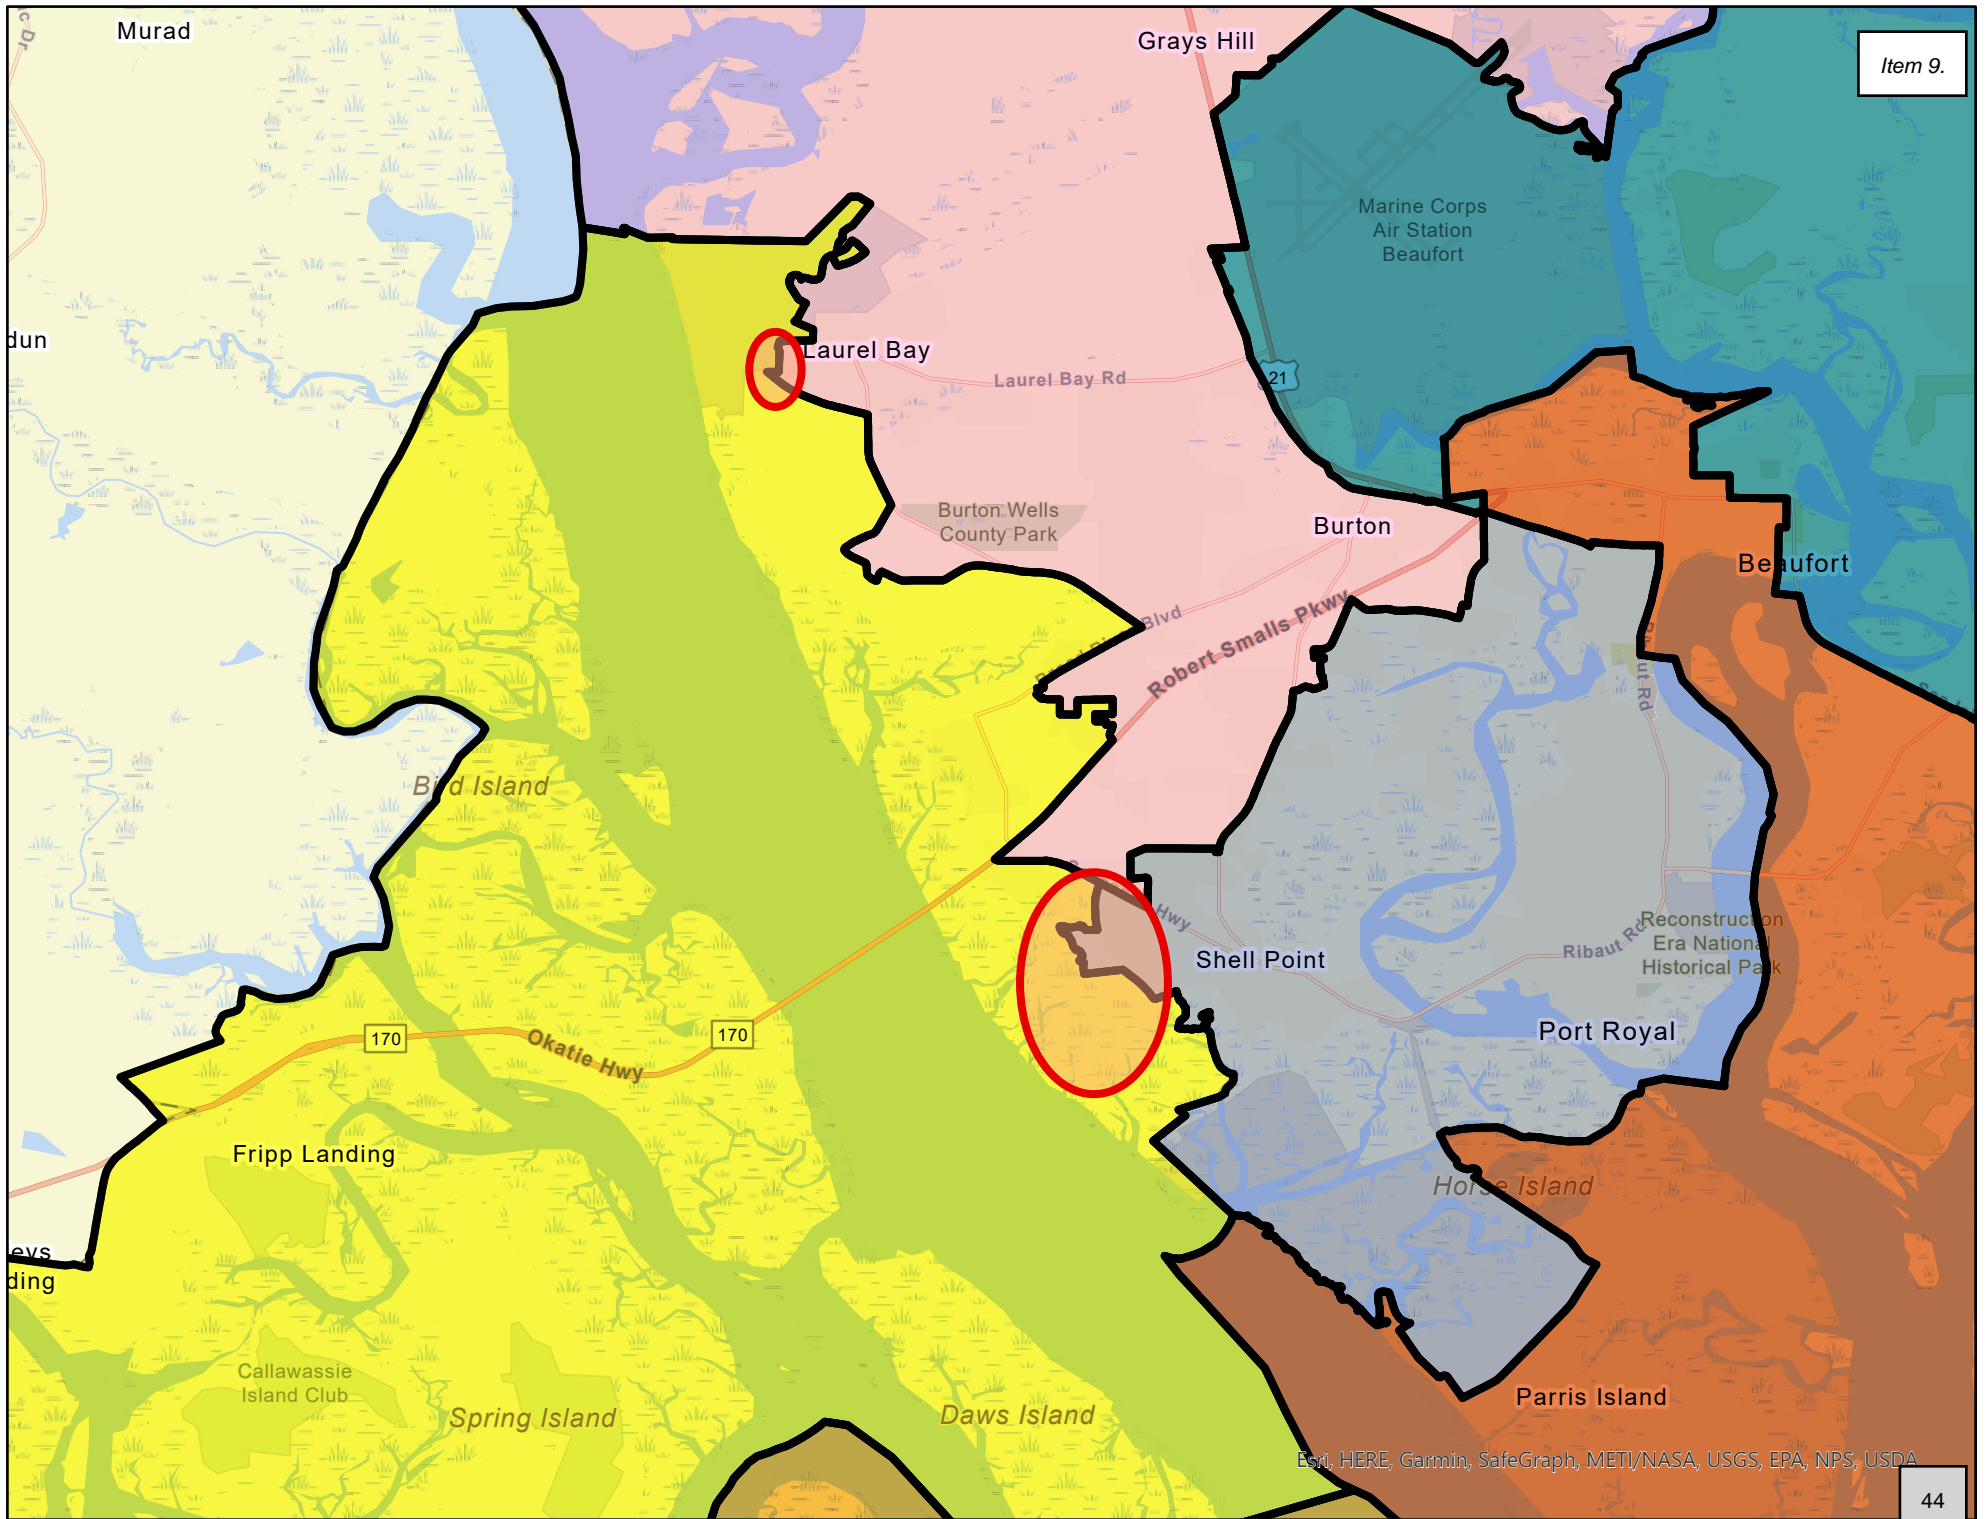 Murad
Grays Hill
Item 9.
Marine Corps
Air Station
Beaufort
dun
Laurel Bay
Laurel Bay Rd
21
Burton Wells
County Park
Burton
Beaufort
Blvd
Robert Smalls Pkwy
Bird Island
Hwy
Shell Point
Ribaut Rd
Reconstruction
Era National
Historical Park
Port Royal
170
170
Okatie Hwy
Fripp Landing
Horse Island
eys
ding
Callawassie
Island Club
Spring Island
Daws Island
Parris Island
Esri, HERE, Garmin, SafeGraph, METI/NASA, USGS, EPA, NPS, USDA
44